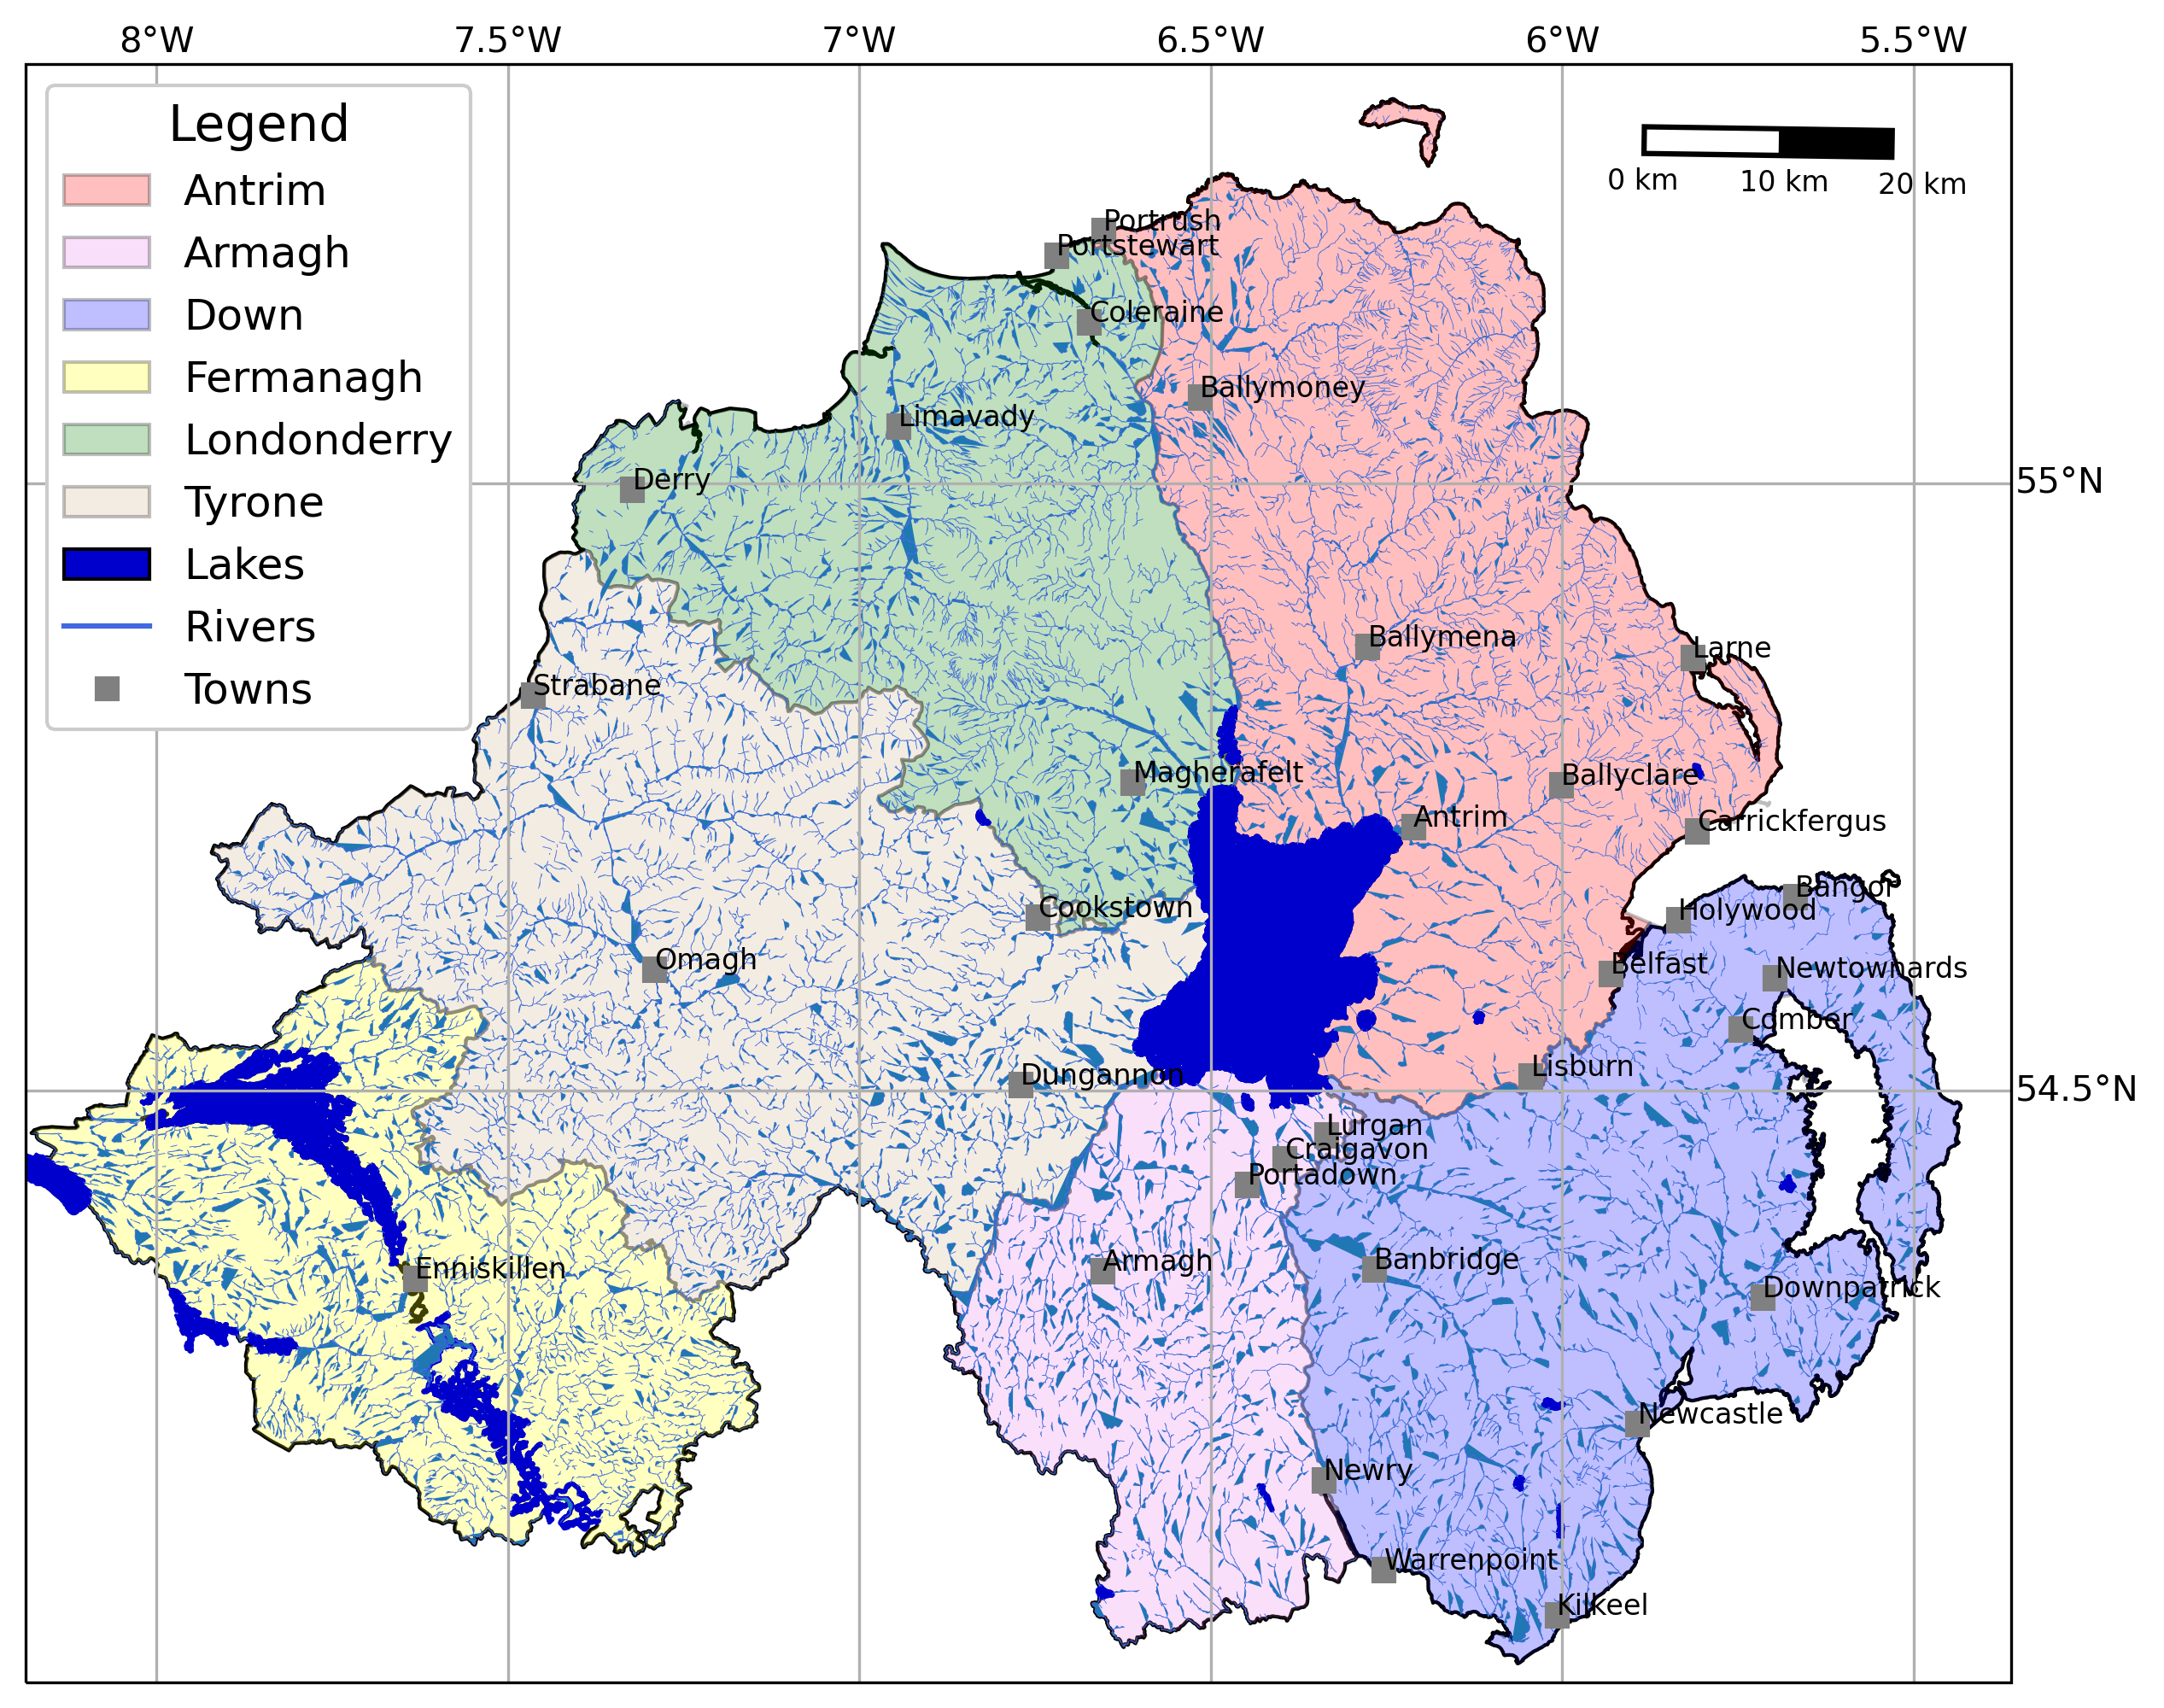 8°W 7.5°W 7°W 6.5°W 6°W 5.5°W
Legend
Antrim
Armagh
Down
Fermanagh
Londonderry
Tyrone
Lakes
Rivers
Towns
0 km 10 km 20 km
Portrush
Portstewart
Coleraine
Ballymoney
Limavady
Derry
55°N
Ballymena
Larne
Strabane
Magherafelt
Ballyclare
Antrim
Carrickfergus
Bangor
Cookstown
Holywood
Omagh
Belfast
Newtownards
Comber
Lisburn
Dungannon
54.5°N
Lurgan
Craigavon
Portadown
Armagh
Banbridge
Enniskillen
Downpatrick
Newcastle
Newry
Warrenpoint
Kilkeel